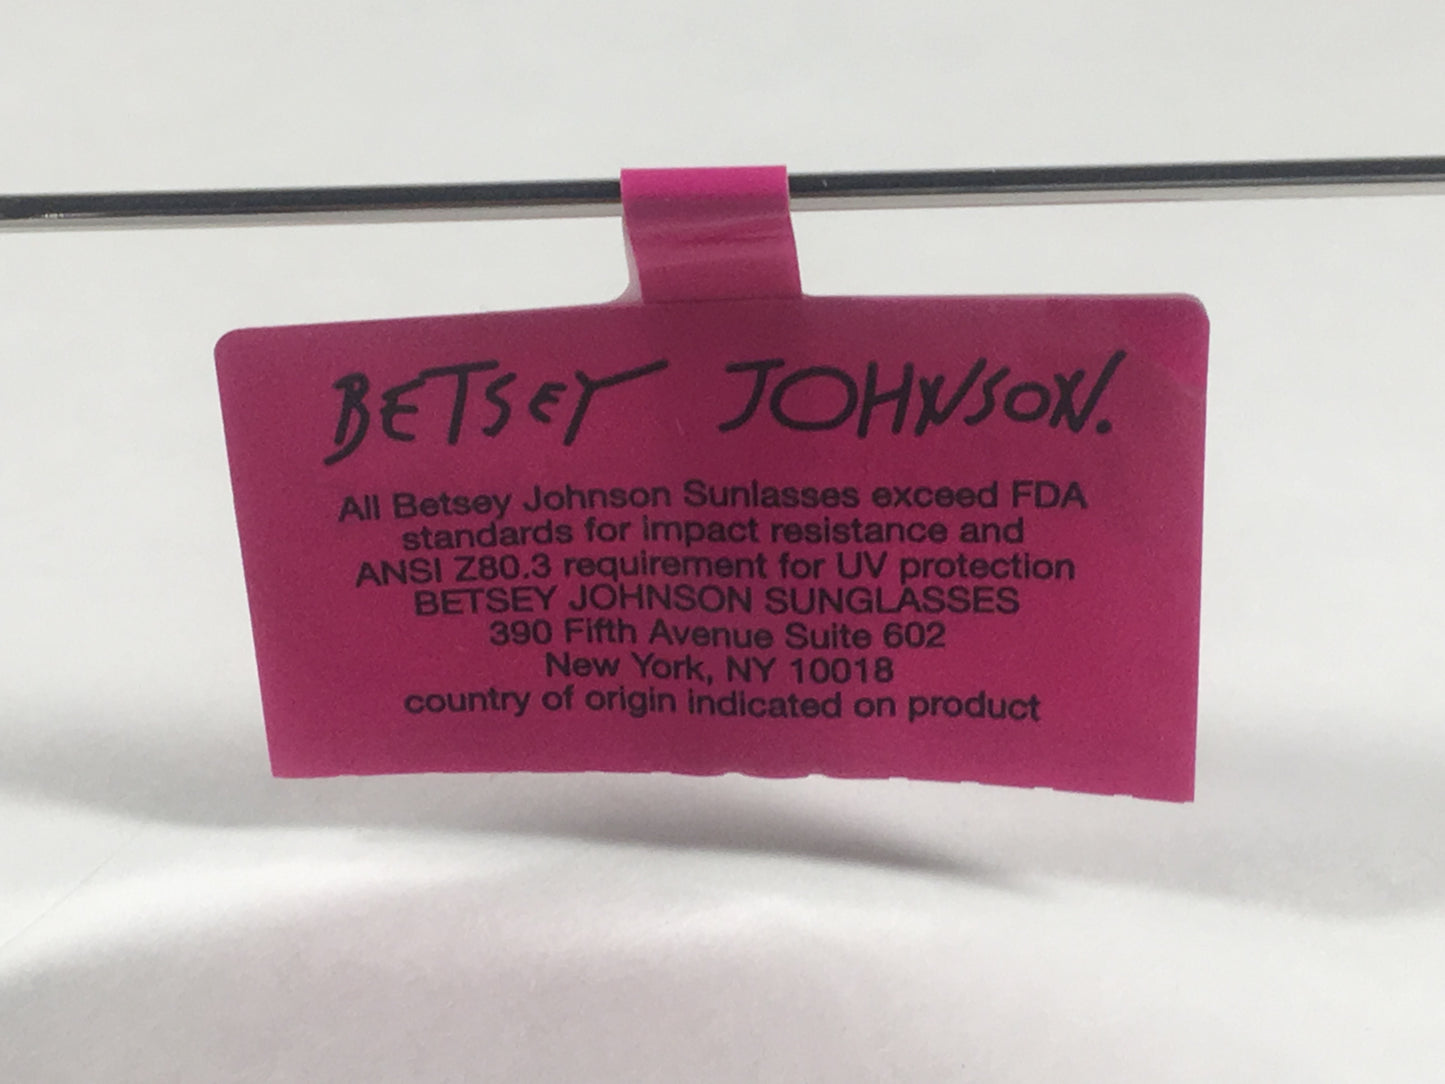 BETSEY JOHNSON.
All Betsey Johnson Sunlasses exceed FDA
standards for impact resistance and
ANSI Z80.3 requirement for UV protection
BETSEY JOHNSON SUNGLASSES
390 Fifth Avenue Suite 602
New York, NY 10018
country of origin indicated on product